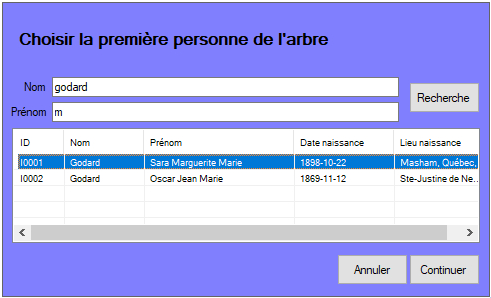 Choisir la première personne de l'arbre
Nom godard
Prénom m
Recherche
ID Nom Prénom Date naissance Lieu naissance
I0001 Godard Sara Marguerite Marie 1898-10-22 Masham, Québec,
I0002 Godard Oscar Jean Marie 1869-11-12 Ste-Justine de Ne...
Annuler Continuer